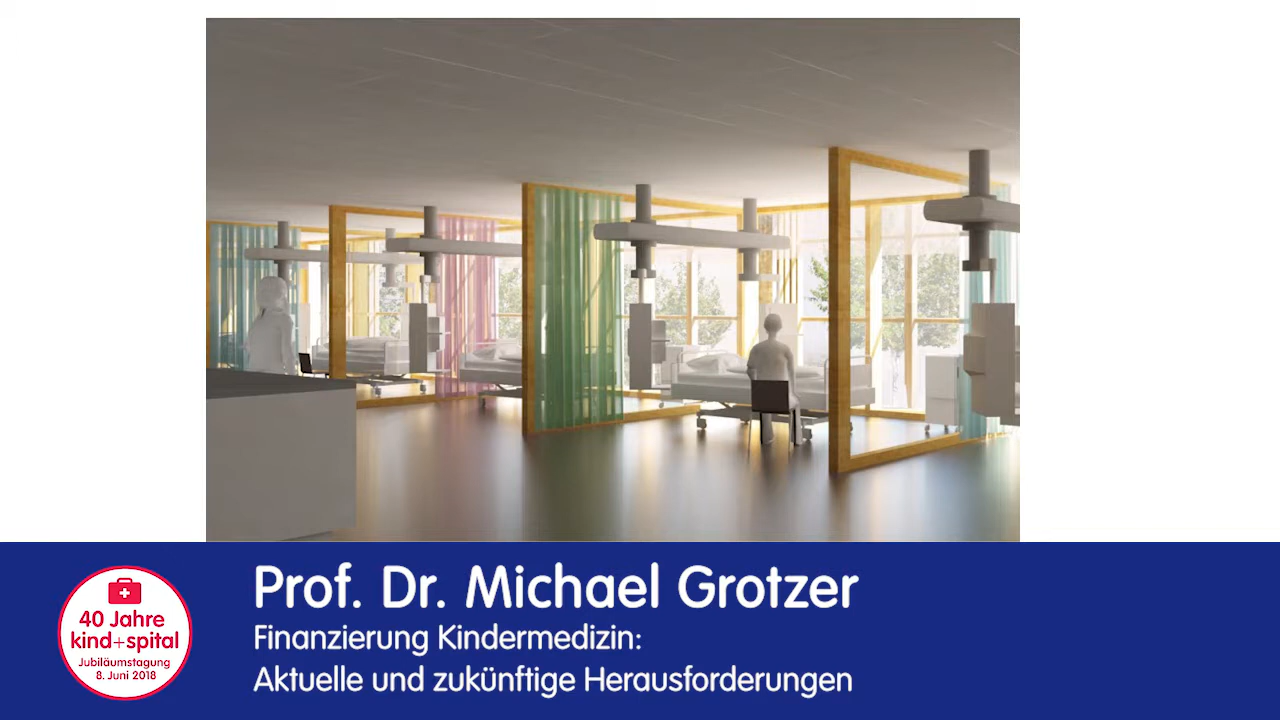 Prof. Dr. Michael Grotzer
Finanzierung Kindermedizin:
Aktuelle und zukünftige Herausforderungen
40 Jahre
kind+spital
Jubiläumstagung
8. Juni 2018